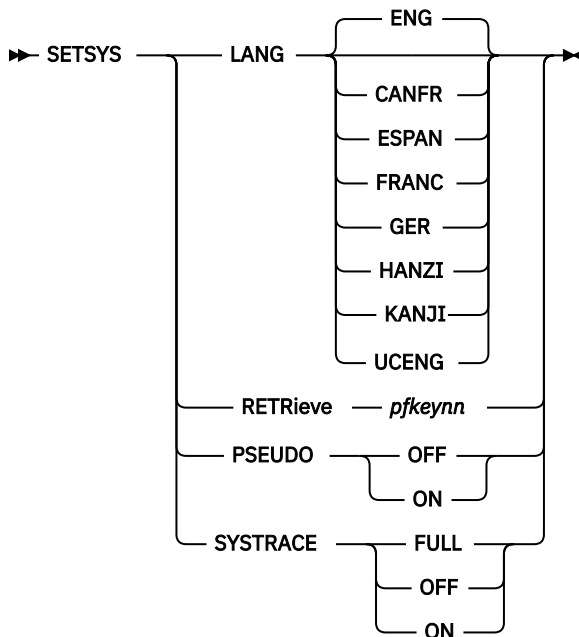 ENG
SETSYS LANG
CANFR
ESPAN
FRANC
GER
HANZI
KANJI
UCENG
RETRieve pfkeynn
PSEUDO OFF
ON
SYSTRACE FULL
OFF
ON